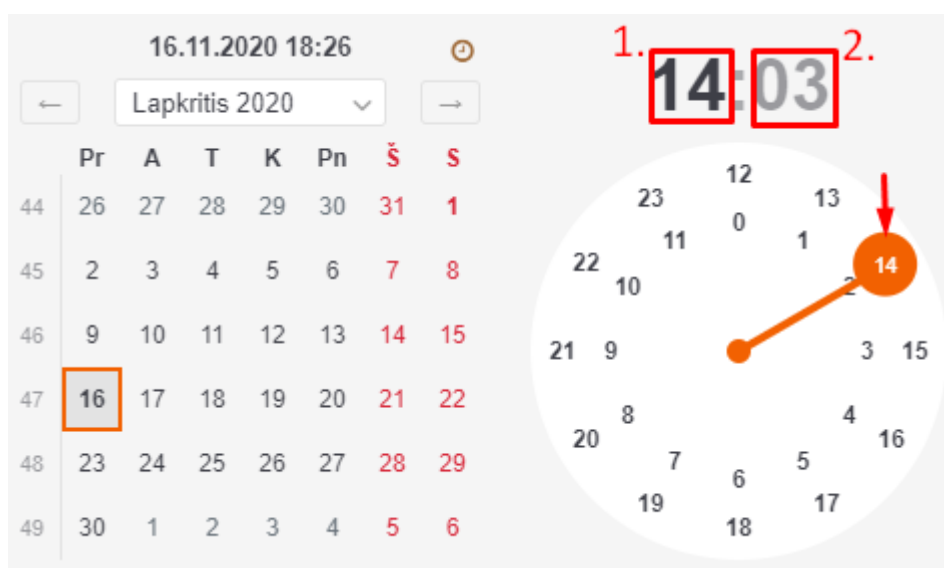 16.11.2020 18:26
← Lapkritis 2020 →
Pr A T K Pn Š S
44 26 27 28 29 30 31 1
45 2 3 4 5 6 7 8
46 9 10 11 12 13 14 15
47 16 17 18 19 20 21 22
48 23 24 25 26 27 28 29
49 30 1 2 3 4 5 6
1. 2.
14:03
12
23 13
0
11 1
22 14
10 2
21 9 3 15
8 4
20 16
7 5
6
19 17
18